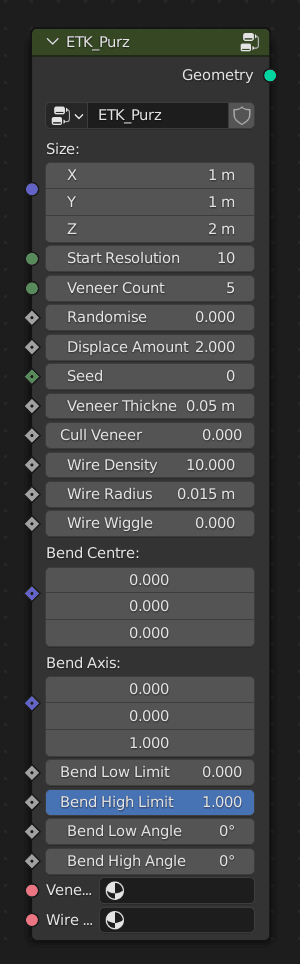 ETK_Purz
Geometry
ETK_Purz
Size:
X 1 m
Y 1 m
Z 2 m
Start Resolution 10
Veneer Count 5
Randomise 0.000
Displace Amount 2.000
Seed 0
Veneer Thickne 0.05 m
Cull Veneer 0.000
Wire Density 10.000
Wire Radius 0.015 m
Wire Wiggle 0.000
Bend Centre:
0.000
0.000
0.000
Bend Axis:
0.000
0.000
1.000
Bend Low Limit 0.000
Bend High Limit 1.000
Bend Low Angle 0°
Bend High Angle 0°
Vene...
Wire ...